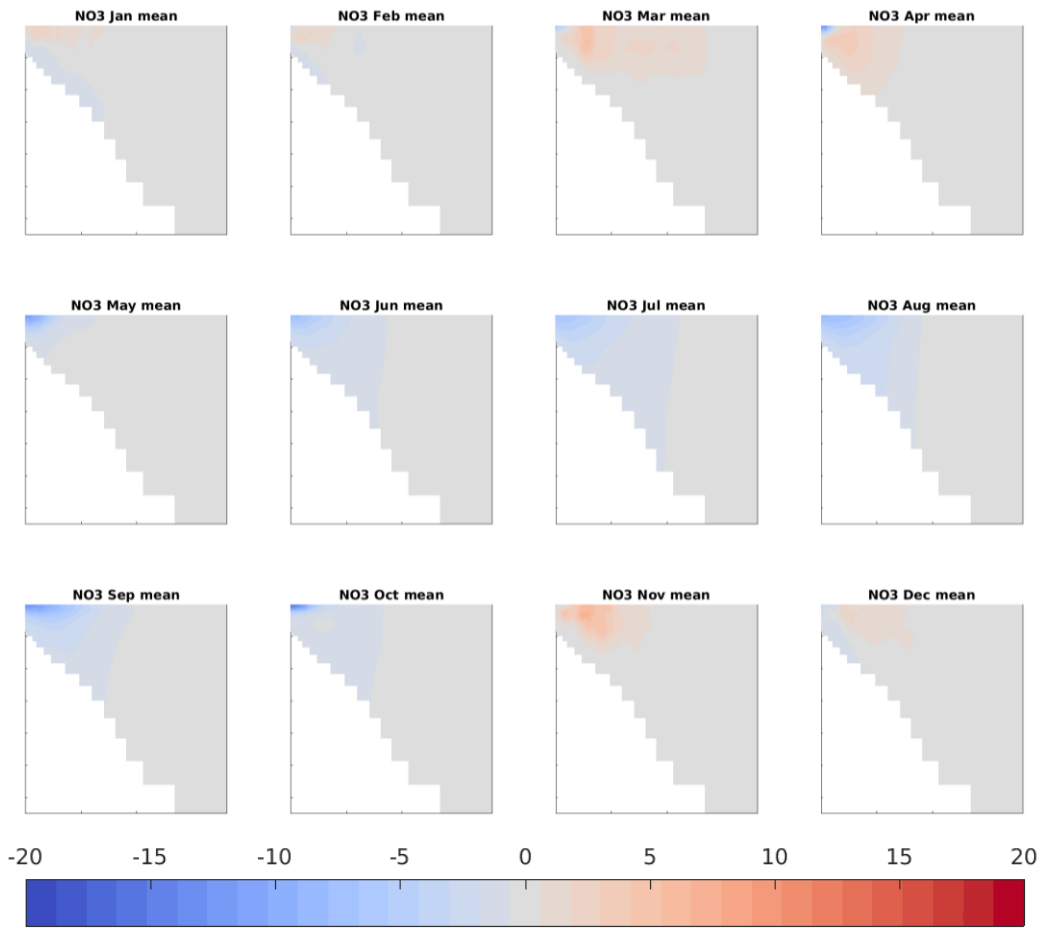 NO3 Jan mean NO3 Feb mean NO3 Mar mean NO3 Apr mean
NO3 May mean NO3 Jun mean NO3 Jul mean NO3 Aug mean
NO3 Sep mean NO3 Oct mean NO3 Nov mean NO3 Dec mean
-20 -15 -10 -5 0 5 10 15 20